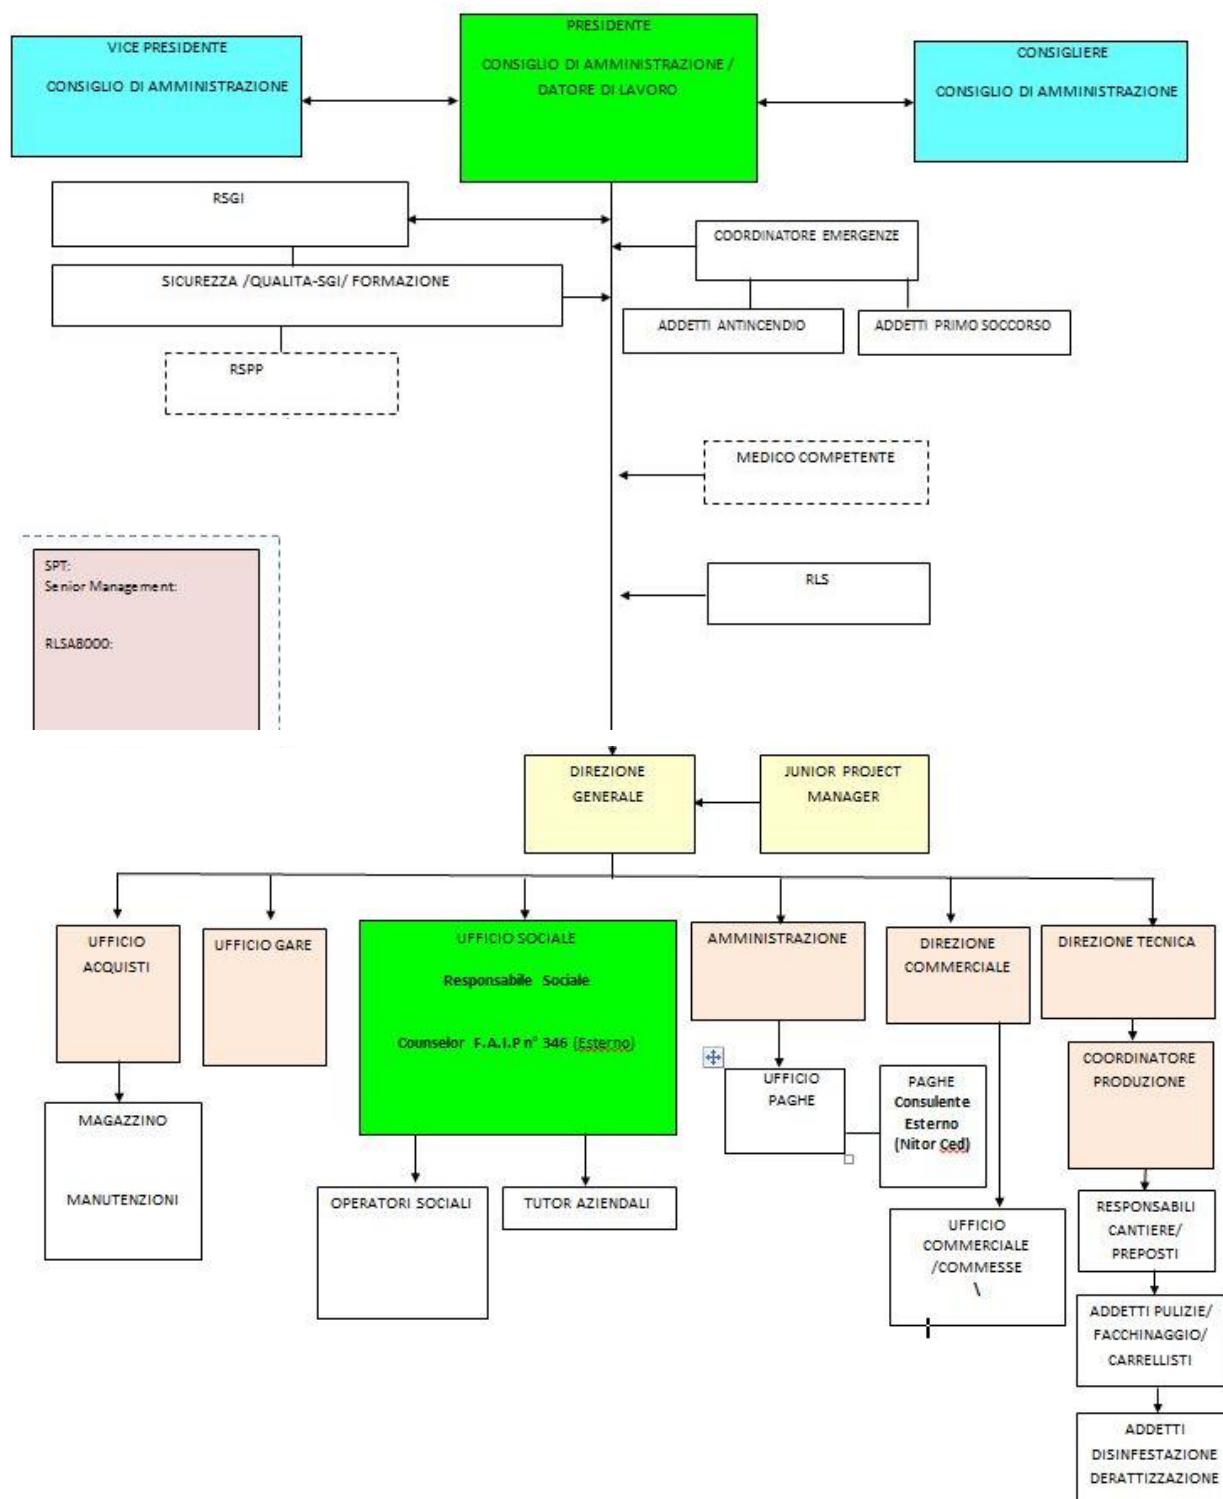 PRESIDENTE
CONSIGLIO DI AMMINISTRAZIONE /
DATORE DI LAVORO
VICE PRESIDENTE
CONSIGLIO DI AMMINISTRAZIONE
CONSIGLIERE
CONSIGLIO DI AMMINISTRAZIONE
RSGI
COORDINATORE EMERGENZE
SICUREZZA /QUALITA-SGI/ FORMAZIONE
ADDETTI ANTINCENDIO
ADDETTI PRIMO SOCCORSO
RSPP
MEDICO COMPETENTE
SPT:
Senior Management:
RLSA8000:
RLS
DIREZIONE
GENERALE
JUNIOR PROJECT
MANAGER
UFFICIO
ACQUISTI
UFFICIO GARE
UFFICIO SOCIALE
Responsabile Sociale
Counselor F.A.I.P n° 346 (Esterno)
AMMINISTRAZIONE
DIREZIONE
COMMERCIALE
DIREZIONE TECNICA
COORDINATORE
PRODUZIONE
UFFICIO
PAGHE
PAGHE
Consulente
Esterno
(Nitor Ced)
MAGAZZINO
MANUTENZIONI
OPERATORI SOCIALI
TUTOR AZIENDALI
UFFICIO
COMMERCIALE
/COMMESSE
\
RESPONSABILI
CANTIERE/
PREPOSTI
ADDETTI PULIZIE/
FACCHINAGGIO/
CARRELLISTI
ADDETTI
DISINFESTAZIONE
DERATTIZZAZIONE